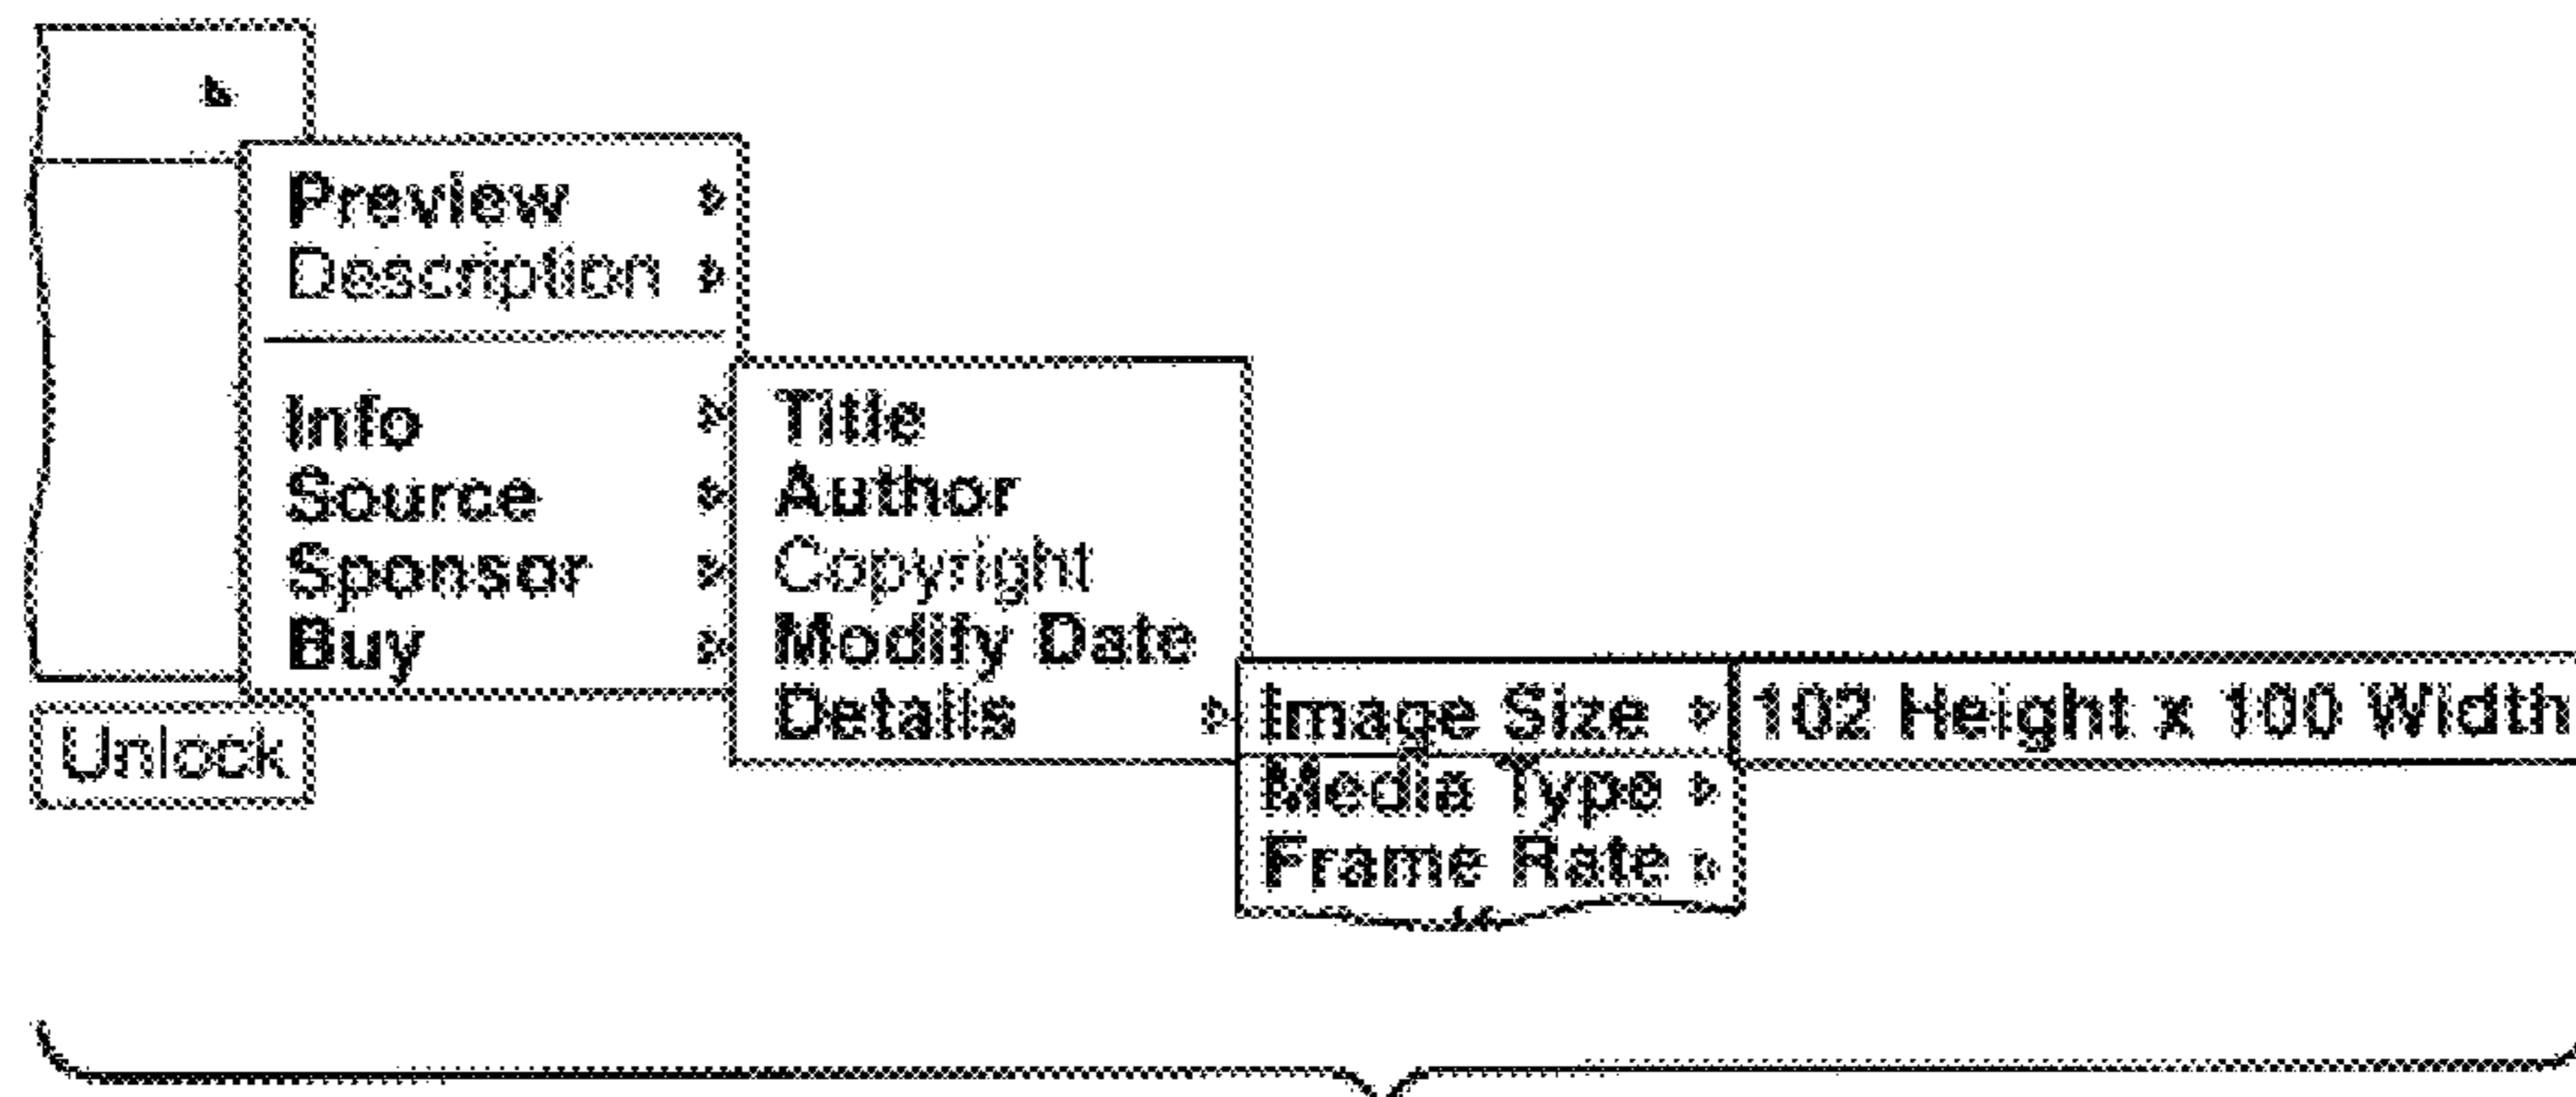 Preview
Description
Info
Source
Sponsor
Buy
Unlock
Title
Author
Copyright
Modify Date
Details
Image Size
Media Type
Frame Rate
102 Height x 100 Width